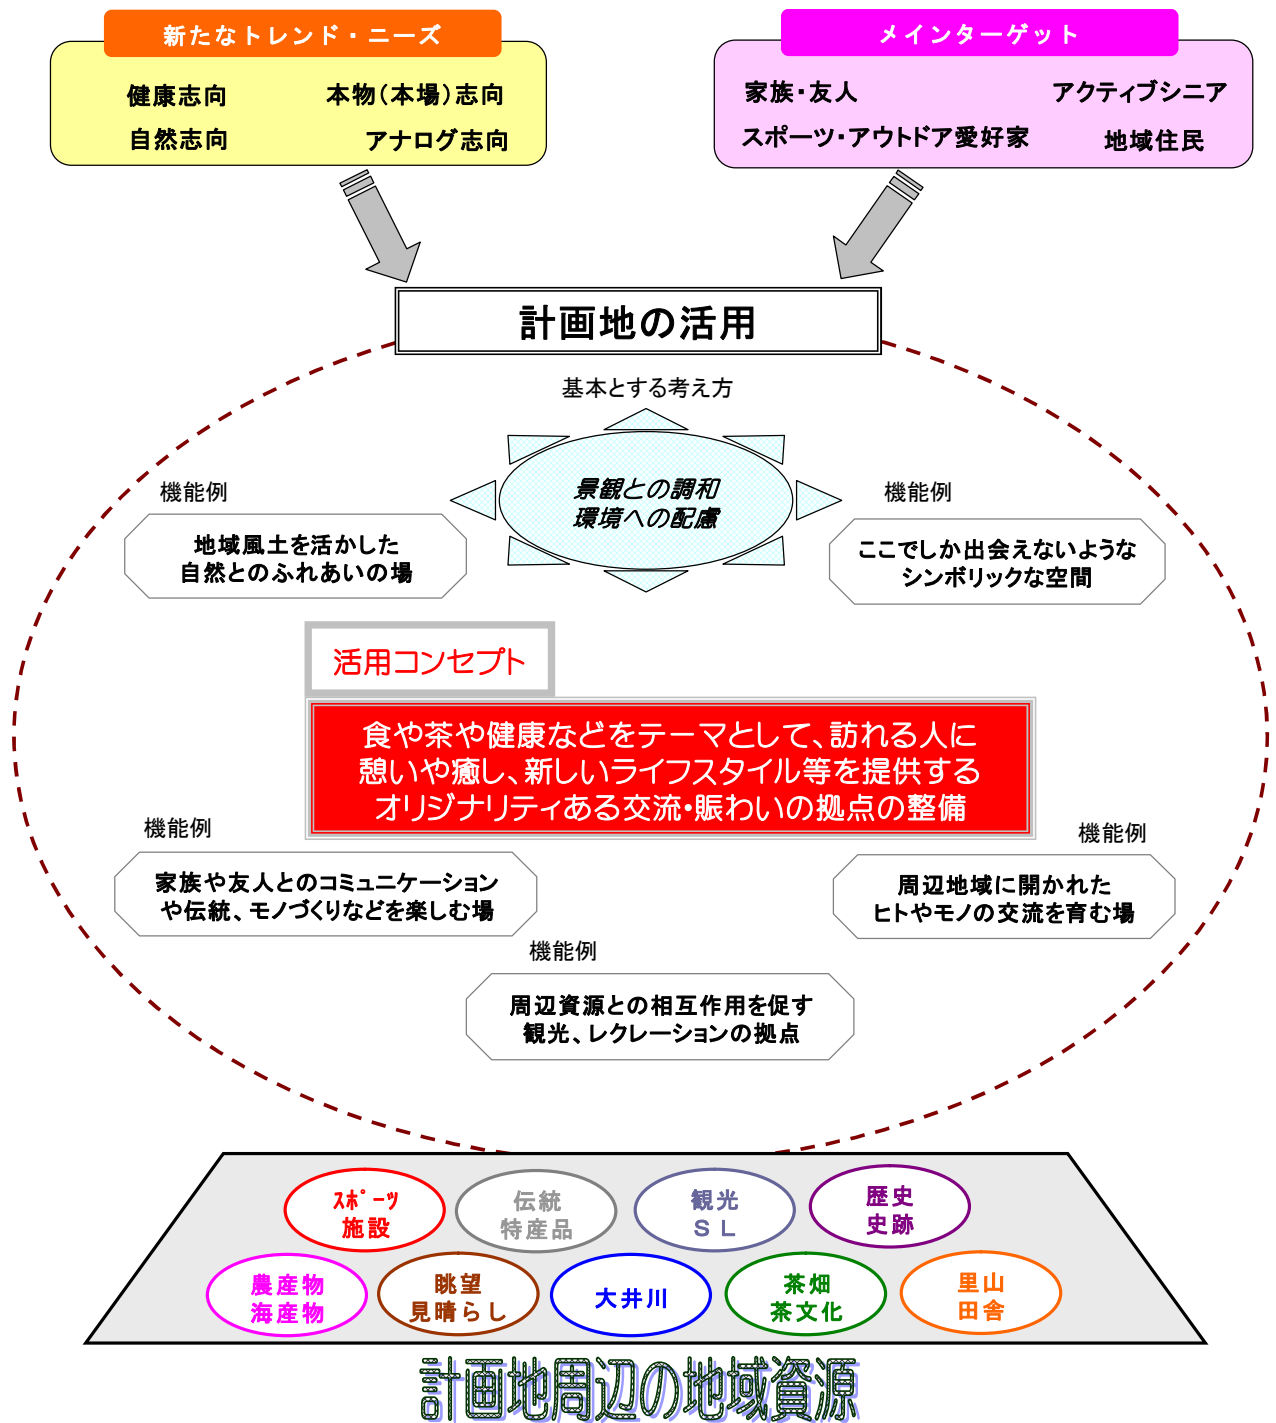 新たなトレンド・ニーズ
健康志向
本物（本場）志向
自然志向
アナログ志向
メインターゲット
家族・友人
アクティブシニア
スポーツ・アウトドア愛好家
地域住民
計画地の活用
基本とする考え方
景観との調和
環境への配慮
機能例
地域風土を活かした
自然とのふれあいの場
機能例
ここでしか出会えないような
シンボリックな空間
活用コンセプト
食や茶や健康などをテーマとして、訪れる人に
憩いや癒し、新しいライフスタイル等を提供する
オリジナリティある交流・賑わいの拠点の整備
機能例
家族や友人とのコミュニケーション
や伝統、モノづくりなどを楽しむ場
機能例
周辺地域に開かれた
ヒトやモノの交流を育む場
機能例
周辺資源との相互作用を促す
観光、レクレーションの拠点
ｽﾎﾟｰﾂ
施設
伝統
特産品
観光
ＳＬ
歴史
史跡
農産物
海産物
眺望
見晴らし
大井川
茶畑
茶文化
里山
田舎
計画地周辺の地域資源